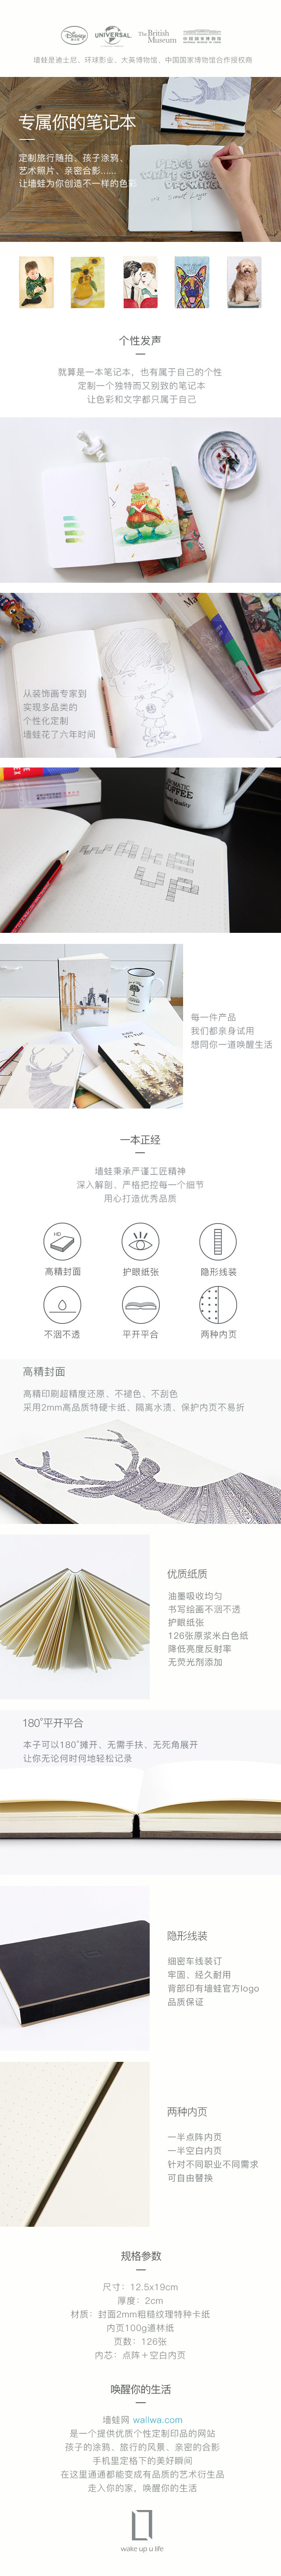 Disney
UNIVERSAL
The British
Museum
中国国家博物馆
墙蛙是迪士尼、环球影业、大英博物馆、中国国家博物馆合作授权商
专属你的笔记本
定制旅行随拍、孩子涂鸦、
艺术照片、亲密合影......
让墙蛙为你创造不一样的色彩
个性发声
就算是一本笔记本，也有属于自己的个性
定制一个独特而又别致的笔记本
让色彩和文字都只属于自己
从装饰画专家到
实现多品类的
个性化定制
墙蛙花了六年时间
COFFEE
Quality
WAKE
UP
每一件产品
我们都亲身试用
想同你一道唤醒生活
一本正经
墙蛙秉承严谨工匠精神
深入解剖、严格把控每一个细节
用心打造优秀品质
HD
高精封面
护眼纸张
隐形线装
不洇不透
平开平合
两种内页
高精封面
高精印刷超精度还原、不褪色、不刮色
采用2mm高品质特硬卡纸、隔离水渍、保护内页不易折
优质纸质
油墨吸收均匀
书写绘画不洇不透
护眼纸张
126张原浆米白色纸
降低亮度反射率
无荧光剂添加
180°平开平合
本子可以180°摊开、无需手扶、无死角展开
让你无论何时何地轻松记录
隐形线装
细密车线装订
牢固、经久耐用
背部印有墙蛙官方logo
品质保证
两种内页
一半点阵内页
一半空白内页
针对不同职业不同需求
可自由替换
规格参数
尺寸：12.5x19cm
厚度：2cm
材质：封面2mm粗糙纹理特种卡纸
内页100g道林纸
页数：126张
内芯：点阵＋空白内页
唤醒你的生活
墙蛙网 wallwa.com
是一个提供优质个性定制印品的网站
孩子的涂鸦、旅行的风景、亲密的合影
手机里定格下的美好瞬间
在这里通通都能变成有品质的艺术衍生品
走入你的家，唤醒你的生活
wake up u life